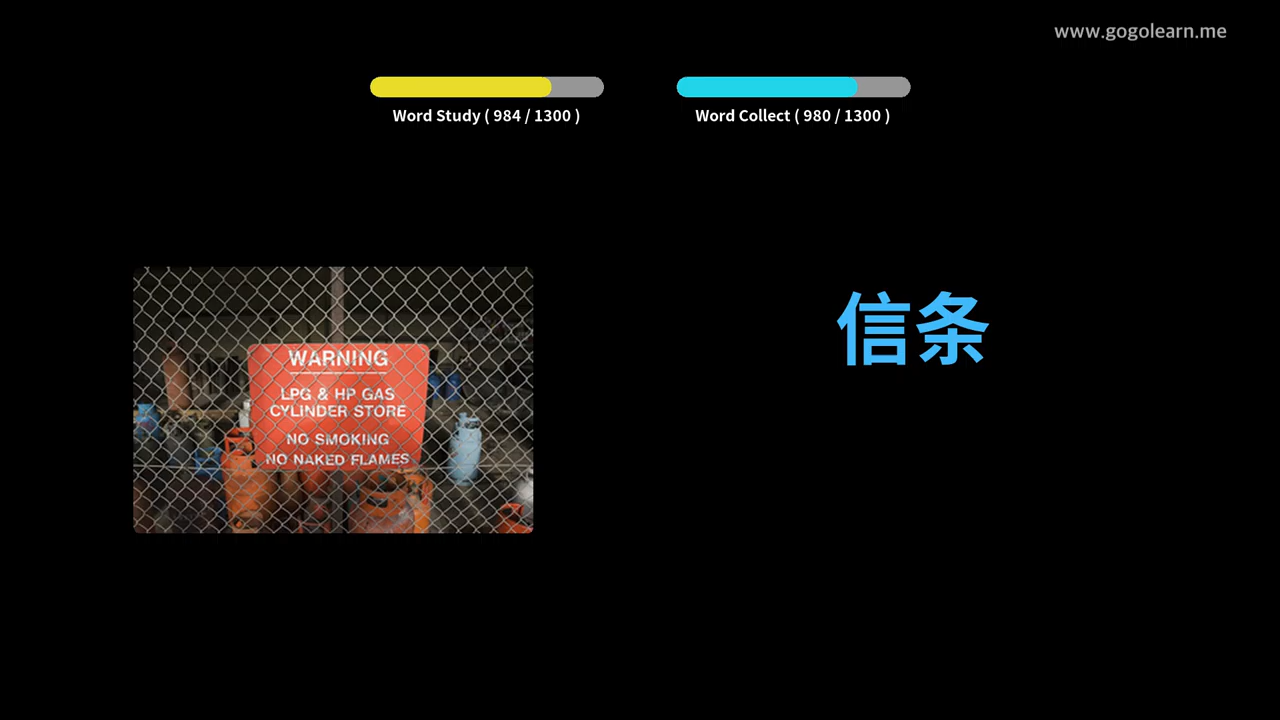 www.gogolearn.me
Word Study ( 984 / 1300 )
Word Collect ( 980 / 1300 )
WARNING
LPG & HP GAS
CYLINDER STORE
NO SMOKING
NO NAKED FLAMES
信条